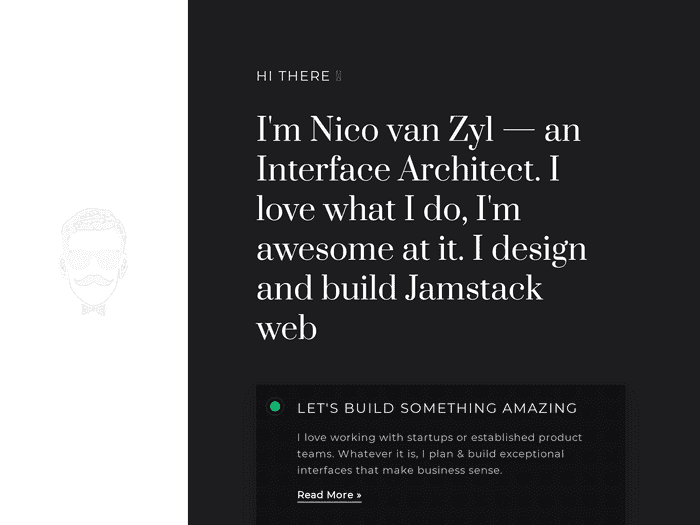 HI THERE
I'm Nico van Zyl — an
Interface Architect. I
love what I do, I'm
awesome at it. I design
and build Jamstack
web
LET'S BUILD SOMETHING AMAZING
I love working with startups or established product
teams. Whatever it is, I plan & build exceptional
interfaces that make business sense.
Read More »